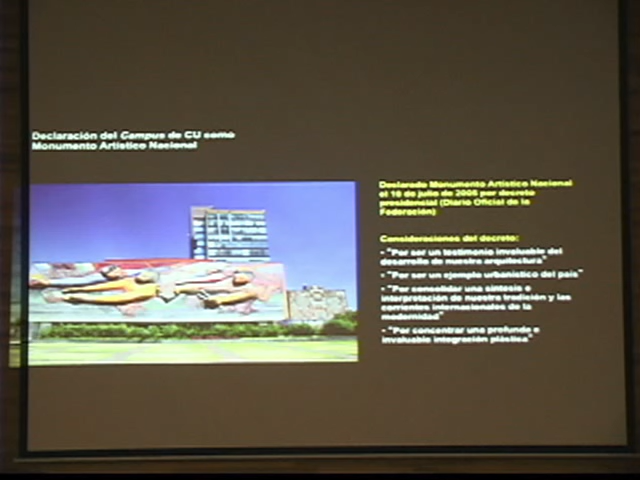 Declaración del Campus de CU como
Monumento Artístico Nacional
Declarado Monumento Artístico Nacional
el 18 de julio de 2005 por decreto
presidencial (Diario Oficial de la
Federación)
Consideraciones del decreto:
- "Por ser un testimonio invaluable del
desarrollo de nuestra arquitectura"
- "Por ser un ejemplo urbanístico del país"
- "Por consolidar una síntesis e
interpretación de nuestra tradición y las
corrientes internacionales de la
modernidad"
- "Por concentrar una profunda e
invaluable integración plástica"